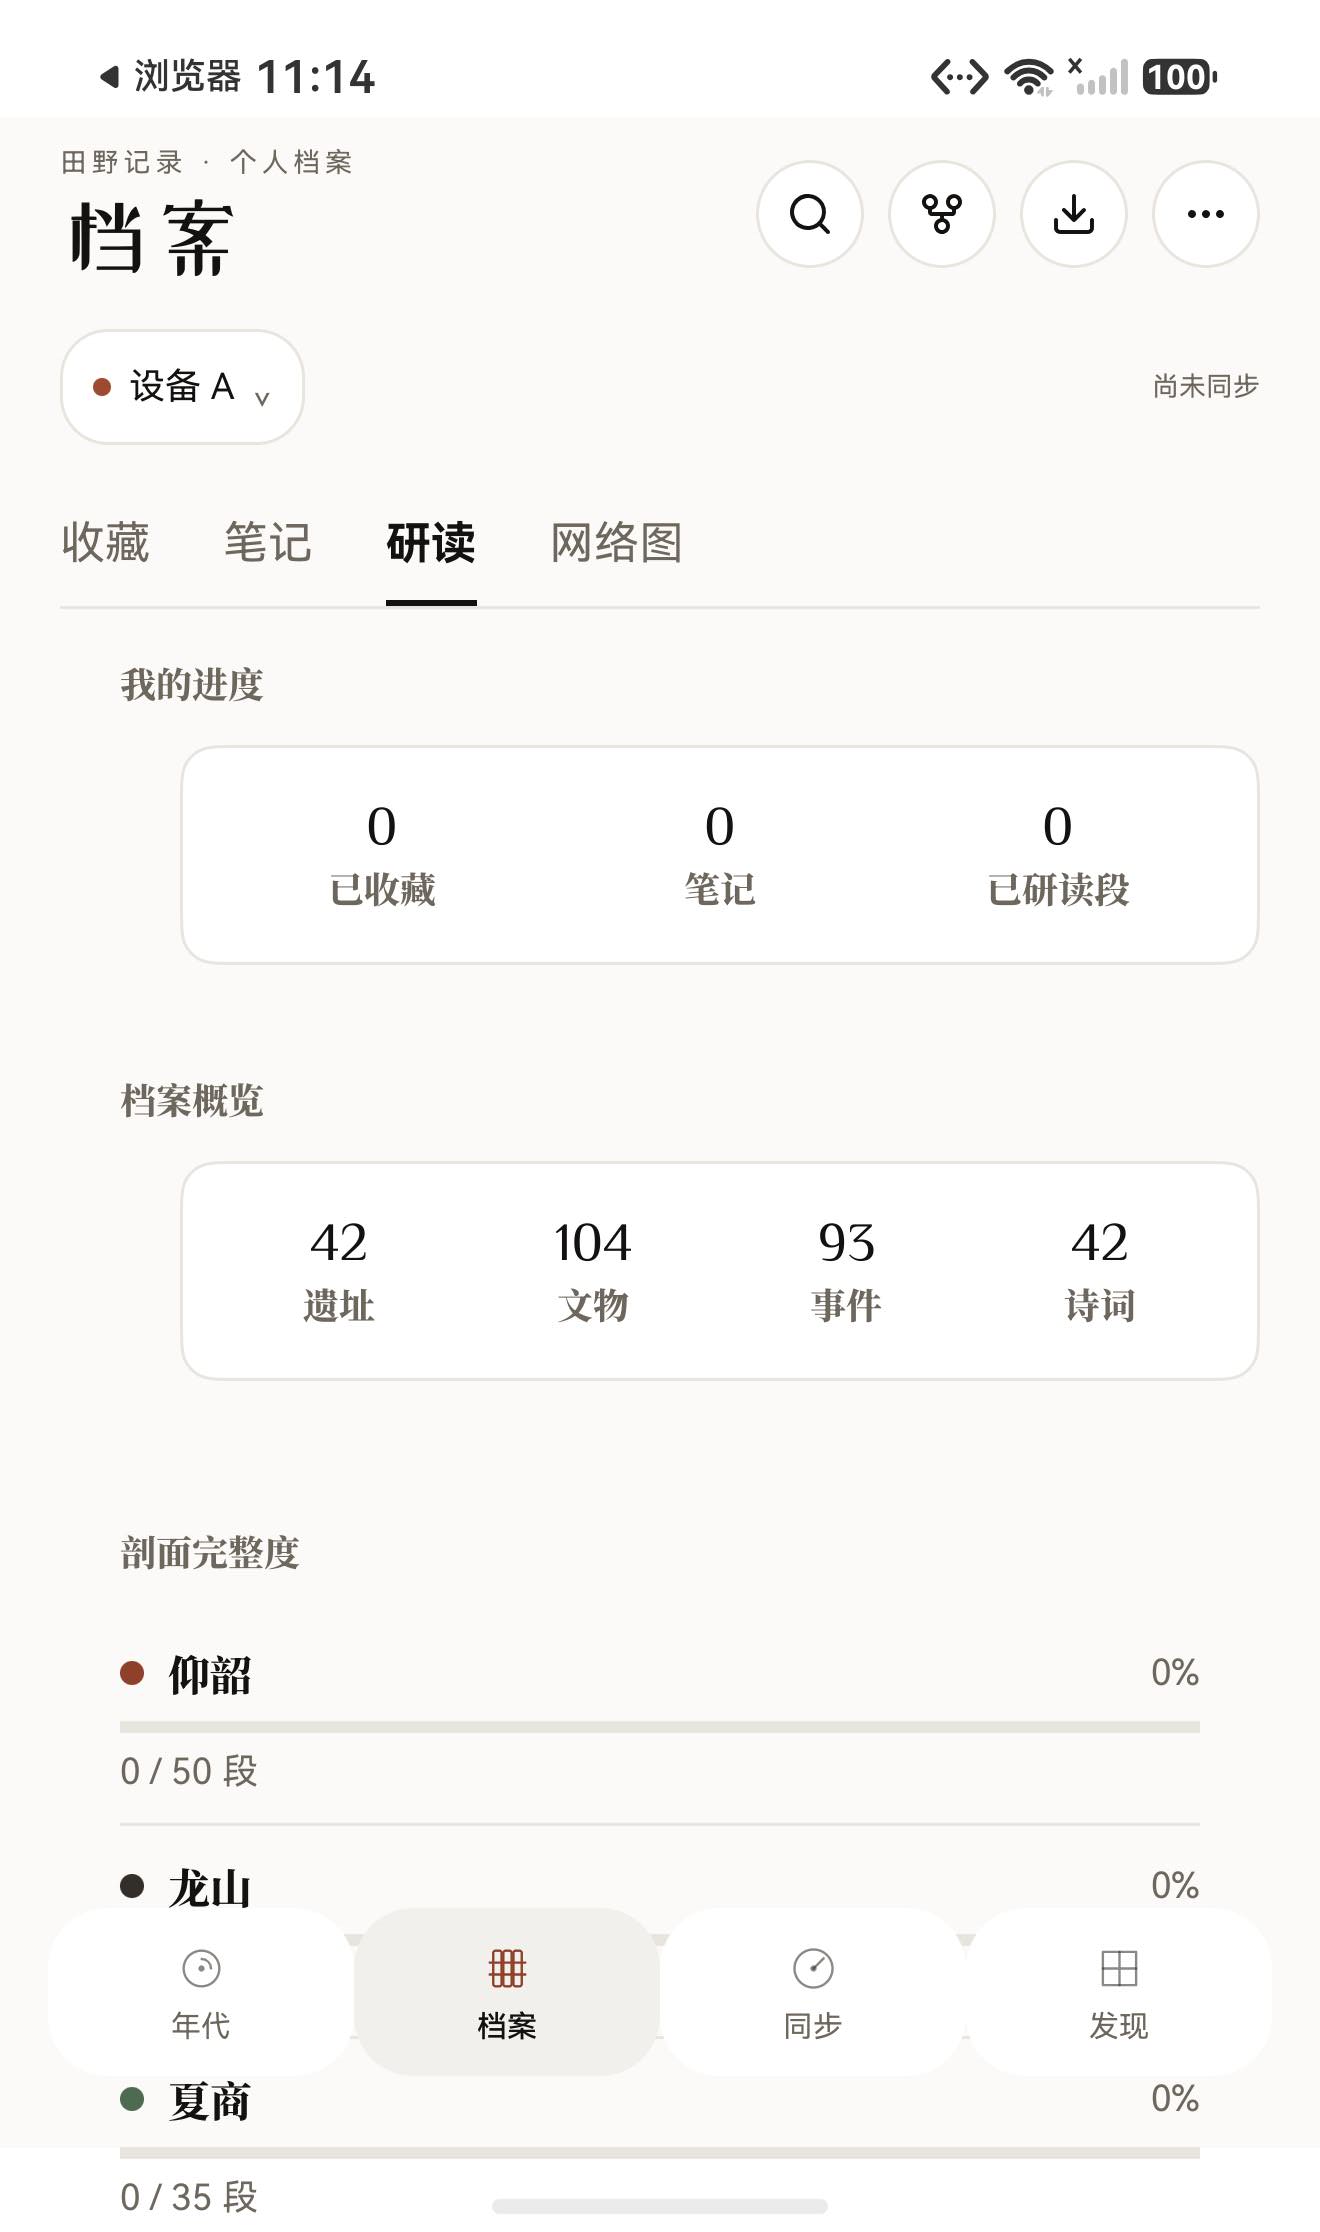 浏览器 11:14
100
田野记录 · 个人档案
档案
设备 A
尚未同步
收藏 笔记 研读 网络图
我的进度
0 0 0
已收藏 笔记 已研读段
档案概览
42 104 93 42
遗址 文物 事件 诗词
剖面完整度
仰韶 0%
0 / 50 段
龙山 0%
年代 档案 同步 发现
夏商 0%
0 / 35 段